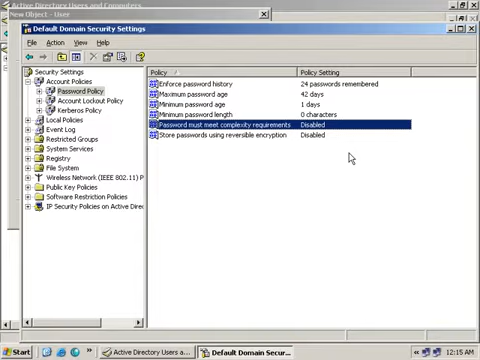 Active Directory Users and Computers
New Object - User
Default Domain Security Settings
File Action View Help
Security Settings
Account Policies
Password Policy
Account Lockout Policy
Kerberos Policy
Local Policies
Event Log
Restricted Groups
System Services
Registry
File System
Wireless Network (IEEE 802.11) P
Public Key Policies
Software Restriction Policies
IP Security Policies on Active Direc
Policy Policy Setting
Enforce password history 24 passwords remembered
Maximum password age 42 days
Minimum password age 1 days
Minimum password length 0 characters
Password must meet complexity requirements Disabled
Store passwords using reversible encryption Disabled
Start Active Directory Users a... Default Domain Secur... « 12:15 AM